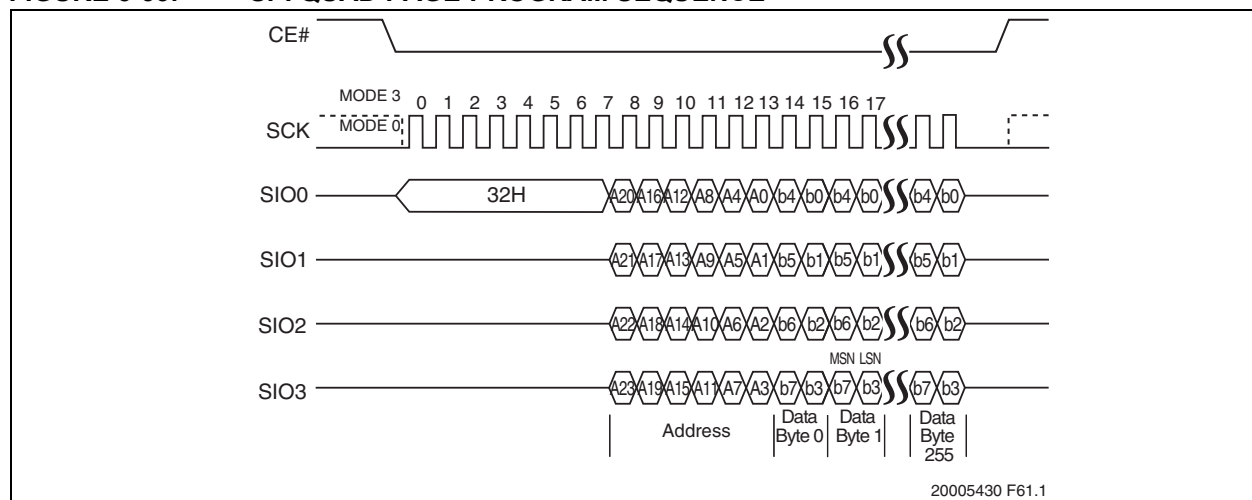 CE#
MODE 3
0 1 2 3 4 5 6 7 8 9 10 11 12 13 14 15 16 17
SCK
MODE 0
SIO0
32H
A20 A16 A12 A8 A4 A0 b4 b0 b4 b0 b4 b0
SIO1
A21 A17 A13 A9 A5 A1 b5 b1 b5 b1 b5 b1
SIO2
A22 A18 A14 A10 A6 A2 b6 b2 b6 b2 b6 b2
MSN LSN
SIO3
A23 A19 A15 A11 A7 A3 b7 b3 b7 b3 b7 b3
Address
Data
Byte 0
Data
Byte 1
Data
Byte
255
20005430 F61.1